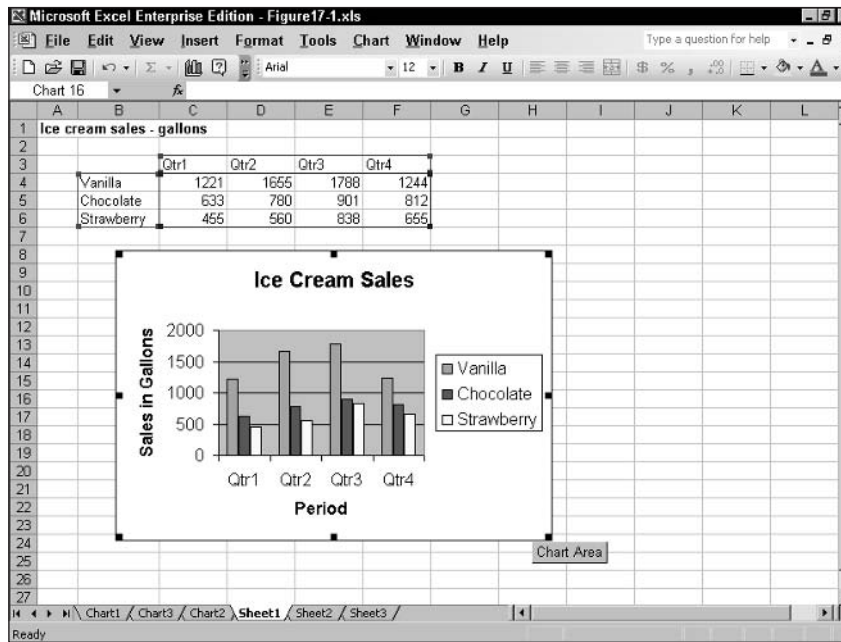 Microsoft Excel Enterprise Edition - Figure17-1.xls
File Edit View Insert Format Tools Chart Window Help Type a question for help
Arial 12 B I U $ % ,
Chart 16 fx
A B C D E F G H I J K L
1 Ice cream sales - gallons
2
3 Qtr1 Qtr2 Qtr3 Qtr4
4 Vanilla 1221 1655 1788 1244
5 Chocolate 633 780 901 812
6 Strawberry 455 560 838 655
7
8
9
10
11
12
13
14
15
16
17
18
19
20
21
22
23
24
25
26
27
Ice Cream Sales
Sales in Gallons
2000
1500
1000
500
0
Qtr1 Qtr2 Qtr3 Qtr4
Period
Vanilla
Chocolate
Strawberry
Chart Area
Chart1 Chart3 Chart2 Sheet1 Sheet2 Sheet3
Ready